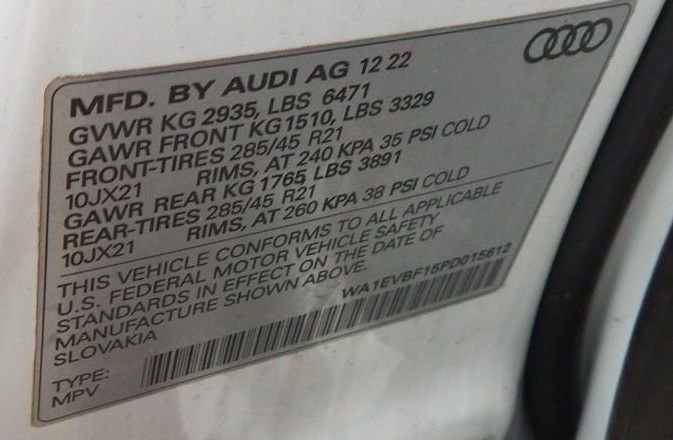 MFD. BY AUDI AG 12 22
GVWR KG 2935, LBS 6471
GAWR FRONT KG 1510, LBS 3329
FRONT-TIRES 285/45 R21
10JX21 RIMS, AT 240 KPA 35 PSI COLD
GAWR REAR KG 1765, LBS 3891
REAR-TIRES 285/45 R21
10JX21 RIMS, AT 260 KPA 38 PSI COLD
THIS VEHICLE CONFORMS TO ALL APPLICABLE
U.S. FEDERAL MOTOR VEHICLE SAFETY
STANDARDS IN EFFECT ON THE DATE OF
MANUFACTURE SHOWN ABOVE.
SLOVAKIA
WA1EVBF15PD015612
TYPE:
MPV